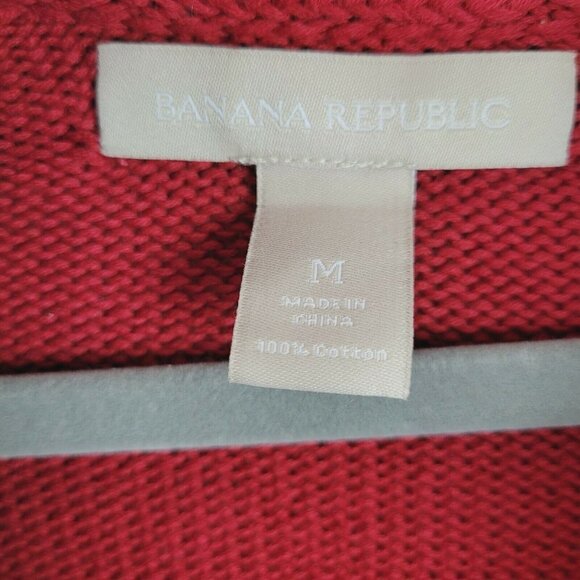 BANANA REPUBLIC
M
MADE IN
CHINA
100% Cotton